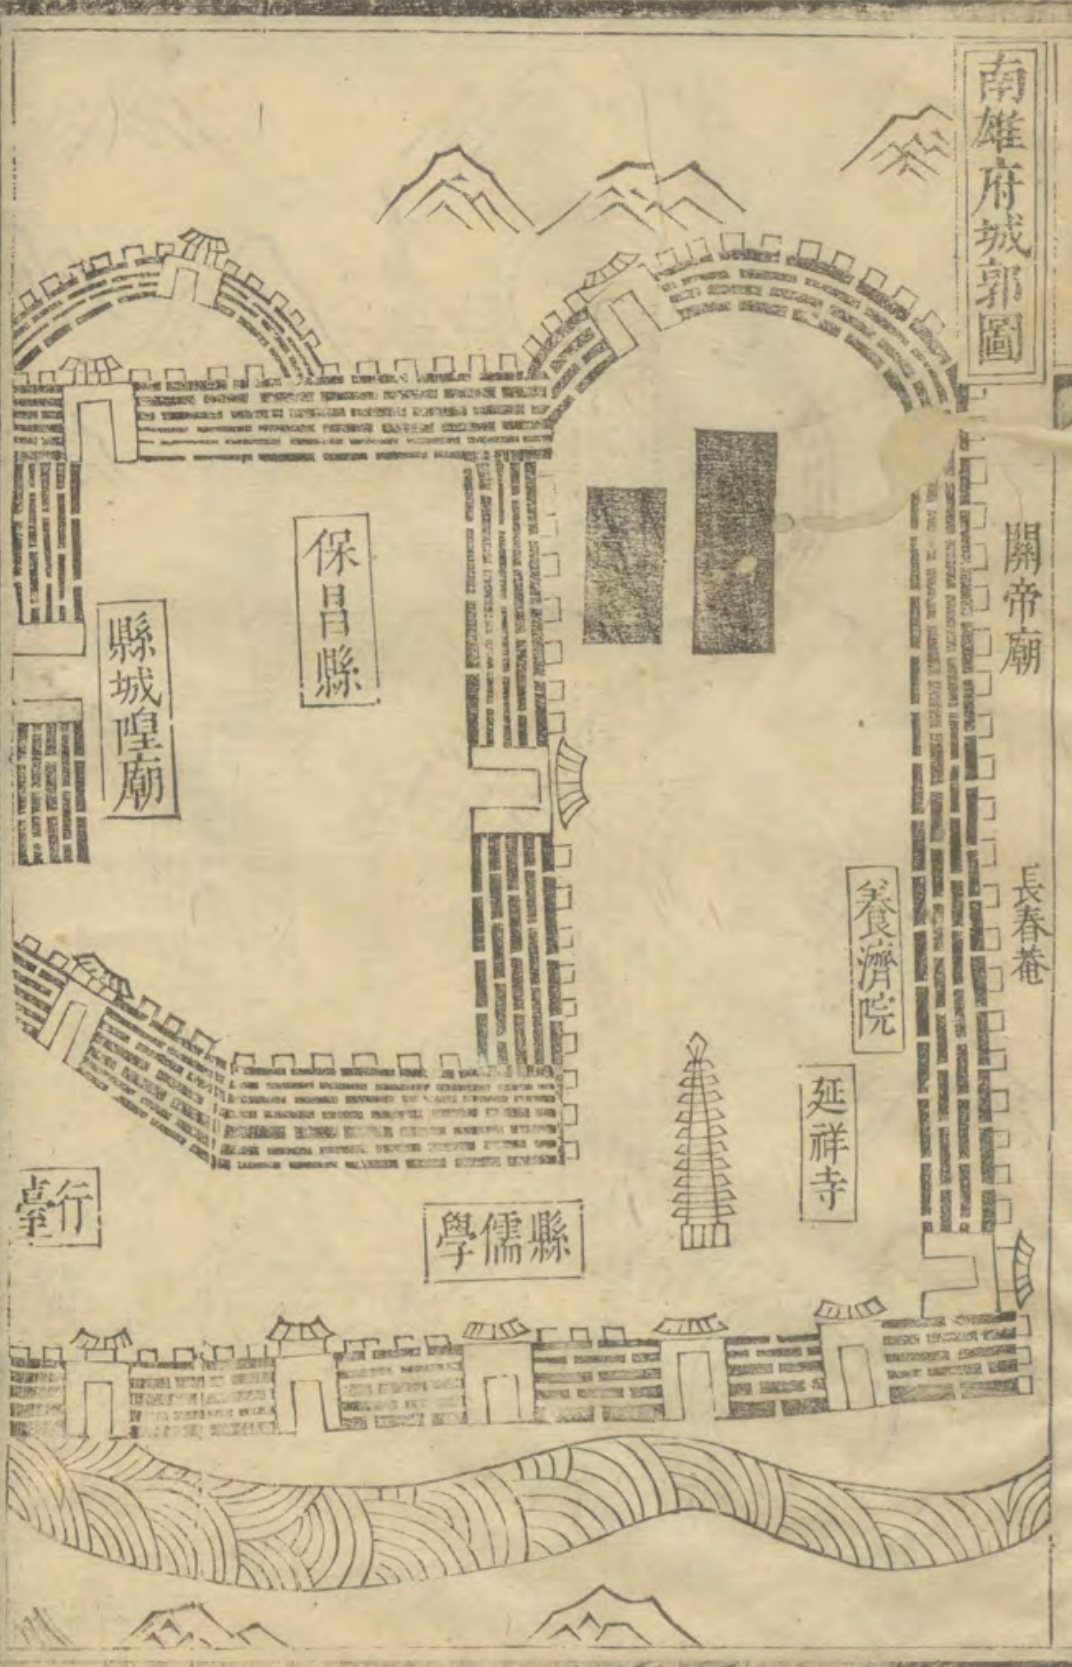 南雄府城郭圖
關帝廟
長春菴
養濟院
延祥寺
縣儒學
保昌縣
縣城隍廟
行臺